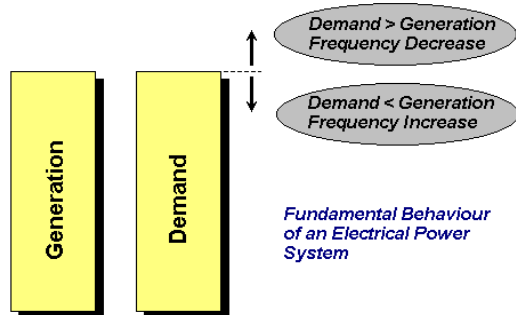 Demand > Generation
Frequency Decrease
Demand < Generation
Frequency Increase
Generation
Demand
Fundamental Behaviour
of an Electrical Power
System